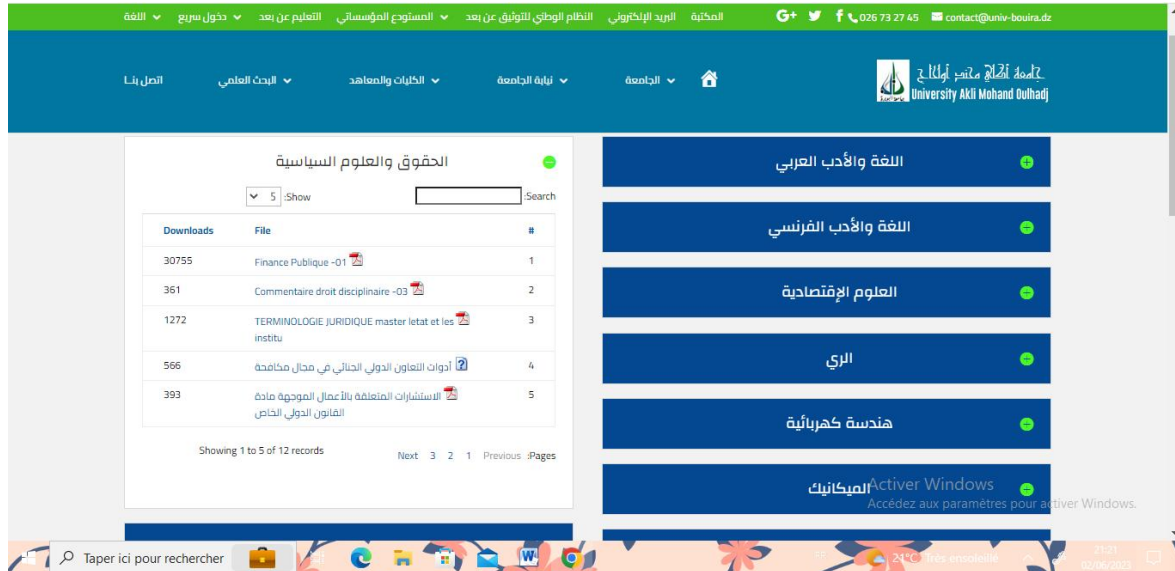 contact@univ-bouira.dz 026 73 27 45 G+ المكتبة البريد الإلكتروني النظام الوطني للتوثيق عن بعد المستودع المؤسساتي التعليم عن بعد دخول سريع اللغة
جامعة أكلي محند أولحاج
University Akli Mohand Oulhadj
الجامعة نيابة الجامعة الكليات والمعاهد البحث العلمي اتصل بنا
اللغة والأدب العربي
اللغة والأدب الفرنسي
العلوم الإقتصادية
الري
هندسة كهربائية
الميكانيك
الحقوق والعلوم السياسية
Search: Show: 5
# File Downloads
1 Finance Publique -01 30755
2 Commentaire droit disciplinaire -03 361
3 TERMINOLOGIE JURIDIQUE master letat et les 1272
institu
4 أدوات التعاون الدولي الجنائي في مجال مكافحة 566
5 الاستشارات المتعلقة بالأعمال الموجهة مادة 393
القانون الدولي الخاص
Pages: Previous 1 2 3 Next
Showing 1 to 5 of 12 records
Activer Windows
Accédez aux paramètres pour activer Windows.
Taper ici pour rechercher
21°C Très ensoleillé
21:21
02/06/2023